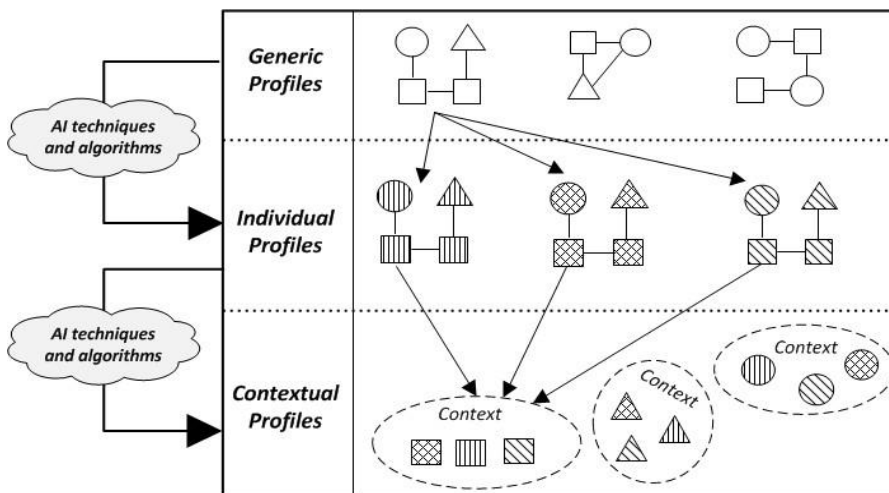 Generic
Profiles
AI techniques
and algorithms
Individual
Profiles
AI techniques
and algorithms
Contextual
Profiles
Context
Context
Context